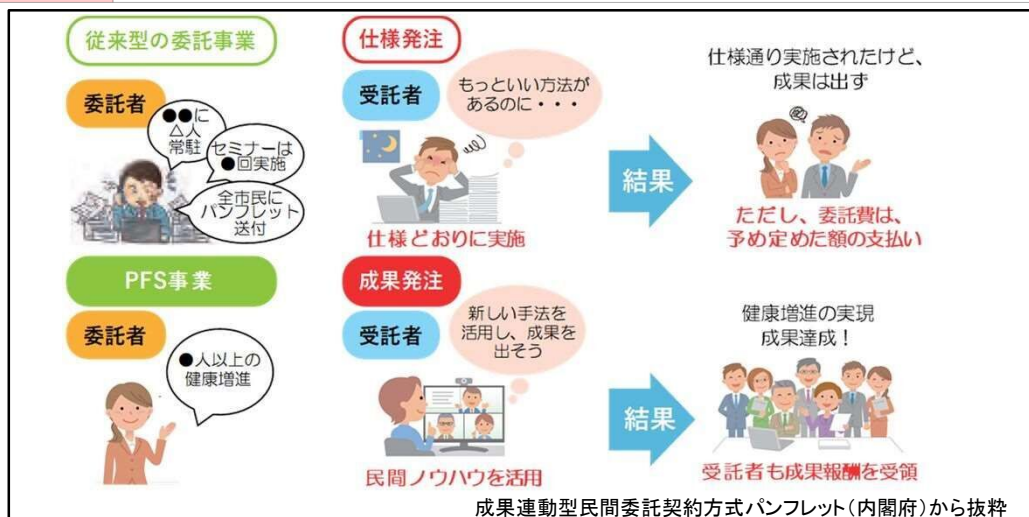 従来型の委託事業
委託者
●●に
△人
常駐
セミナーは
●回実施
全市民に
パンフレット
送付
仕様発注
受託者
もっといい方法が
あるのに・・・
仕様どおりに実施
結果
仕様通り実施されたけど、
成果は出ず
ただし、委託費は、
予め定めた額の支払い
PFS事業
委託者
●人以上の
健康増進
成果発注
受託者
新しい手法を
活用し、成果を
出そう
民間ノウハウを活用
結果
健康増進の実現
成果達成！
受託者も成果報酬を受領
成果連動型民間委託契約方式パンフレット（内閣府）から抜粋